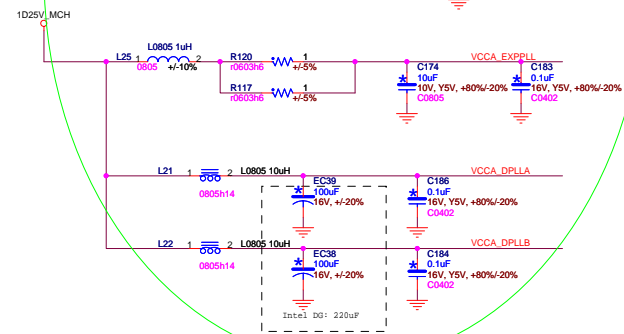 1D25V_MCH
L25 1 L0805 1uH 2
0805 +/-10%
R120 1
r0603h6 +/-5%
R117 1
r0603h6 +/-5%
C174
10uF
10V, Y5V, +80%/-20%
C0805
VCCA_EXPPLL
C183
0.1uF
16V, Y5V, +80%/-20%
C0402
L21 1 2 L0805 10uH
0805h14
EC39
100uF
16V, +/-20%
C186
0.1uF
16V, Y5V, +80%/-20%
C0402
VCCA_DPLLA
L22 1 2 L0805 10uH
0805h14
EC38
100uF
16V, +/-20%
C184
0.1uF
16V, Y5V, +80%/-20%
C0402
VCCA_DPLLB
Intel DG: 220uF